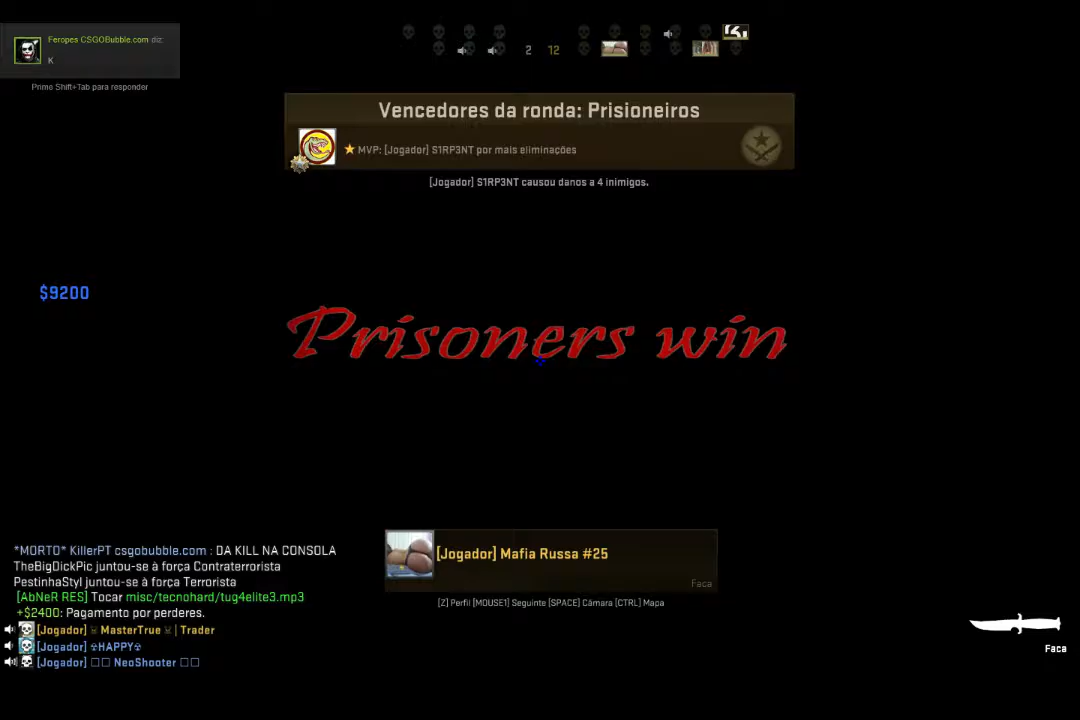 Feropes CSGOBubble.com diz:
K
Prime Shift+Tab para responder
2 12
Vencedores da ronda: Prisioneiros
MVP: [Jogador] S1RP3NT por mais eliminações
[Jogador] S1RP3NT causou danos a 4 inimigos.
$9200
Prisoners win
*MORTO* KillerPT csgobubble.com : DA KILL NA CONSOLA
TheBigDickPic juntou-se à força Contraterrorista
PestinhaStyl juntou-se à força Terrorista
[AbNeR RES] Tocar misc/tecnohard/tug4elite3.mp3
+$2400: Pagamento por perderes.
[Jogador] MasterTrue | Trader
[Jogador] ☢HAPPY☢
[Jogador] □□ NeoShooter □□
[Jogador] Mafia Russa #25
Faca
[Z] Perfil [MOUSE1] Seguinte [SPACE] Câmara [CTRL] Mapa
Faca